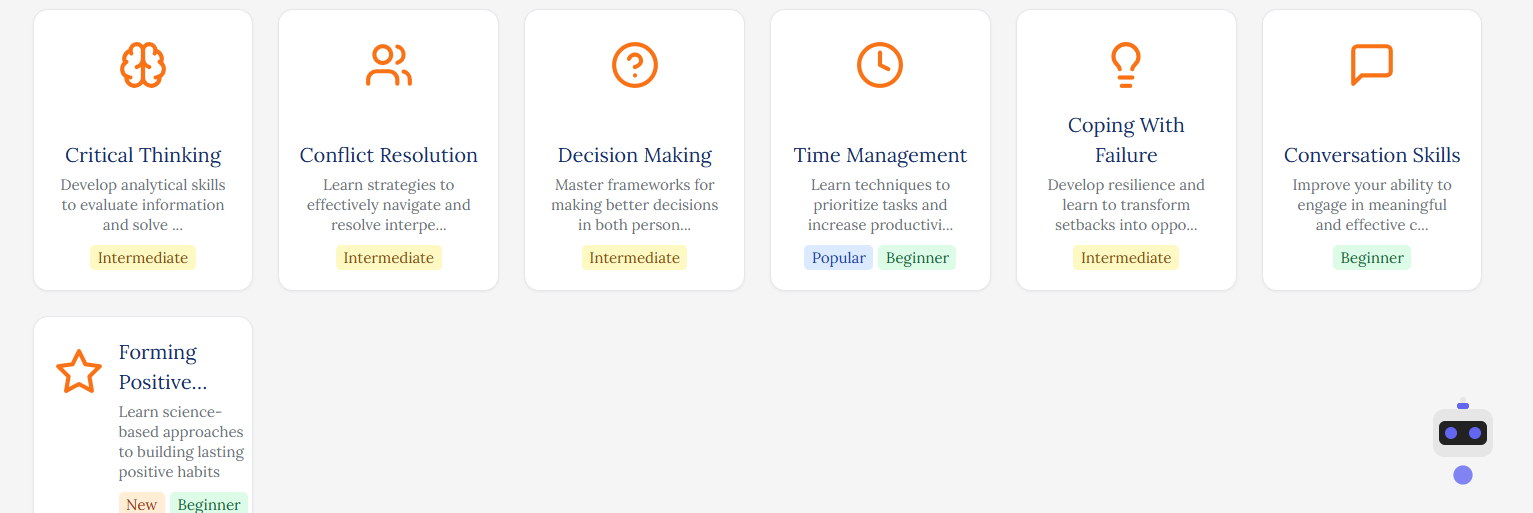 Critical Thinking
Develop analytical skills
to evaluate information
and solve ...
Intermediate
Conflict Resolution
Learn strategies to
effectively navigate and
resolve interpe...
Intermediate
Decision Making
Master frameworks for
making better decisions
in both person...
Intermediate
Time Management
Learn techniques to
prioritize tasks and
increase productivi...
Popular Beginner
Coping With
Failure
Develop resilience and
learn to transform
setbacks into oppo...
Intermediate
Conversation Skills
Improve your ability to
engage in meaningful
and effective c...
Beginner
Forming
Positive...
Learn science-
based approaches
to building lasting
positive habits
New Beginner